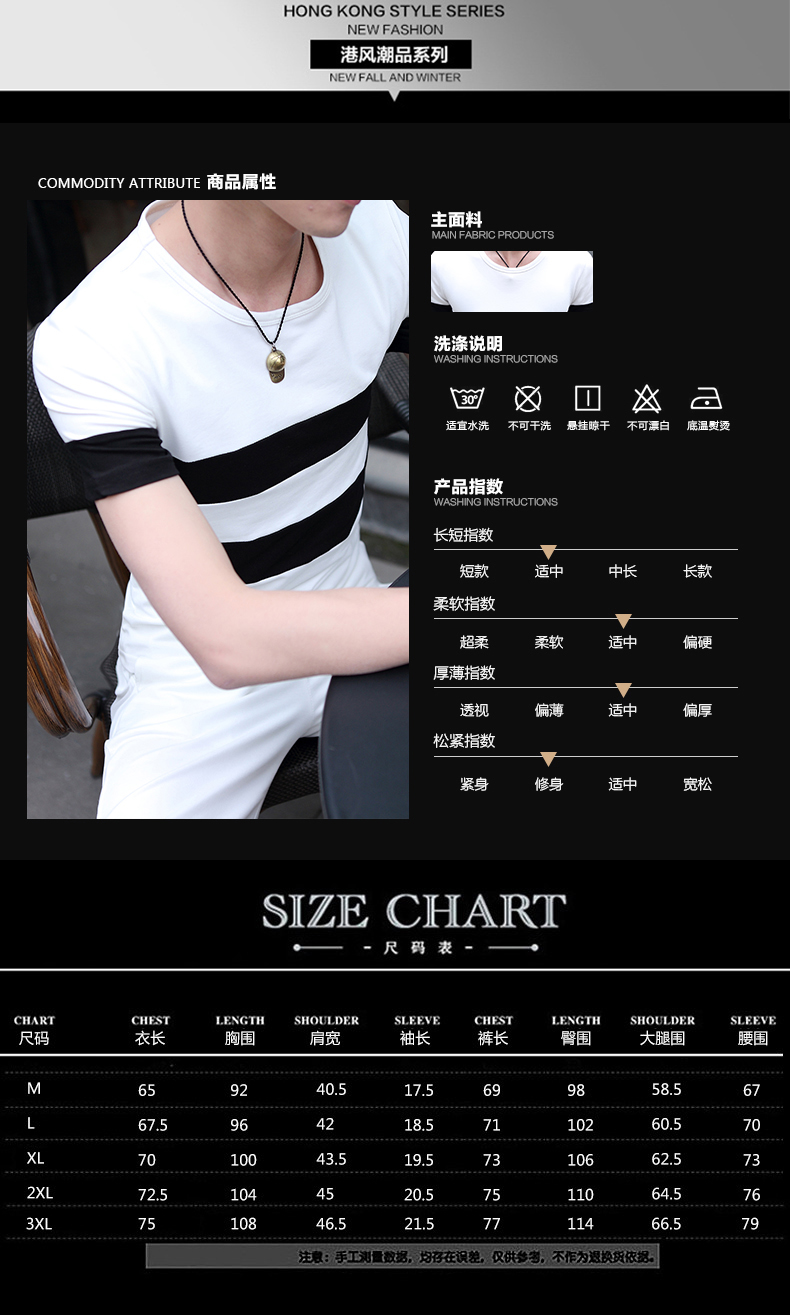 HONG KONG STYLE SERIES
NEW FASHION
港风潮品系列
NEW FALL AND WINTER
COMMODITY ATTRIBUTE 商品属性
主面料
MAIN FABRIC PRODUCTS
洗涤说明
WASHING INSTRUCTIONS
30°
适宜水洗 不可干洗 悬挂晾干 不可漂白 底温熨烫
产品指数
WASHING INSTRUCTIONS
长短指数
短款 适中 中长 长款
柔软指数
超柔 柔软 适中 偏硬
厚薄指数
透视 偏薄 适中 偏厚
松紧指数
紧身 修身 适中 宽松
SIZE CHART
- 尺 码 表 -
CHART CHEST LENGTH SHOULDER SLEEVE CHEST LENGTH SHOULDER SLEEVE
尺码 衣长 胸围 肩宽 袖长 裤长 臀围 大腿围 腰围
M 65 92 40.5 17.5 69 98 58.5 67
L 67.5 96 42 18.5 71 102 60.5 70
XL 70 100 43.5 19.5 73 106 62.5 73
2XL 72.5 104 45 20.5 75 110 64.5 76
3XL 75 108 46.5 21.5 77 114 66.5 79
注意：手工测量数据，均存在误差，仅供参考，不作为退换货依据。